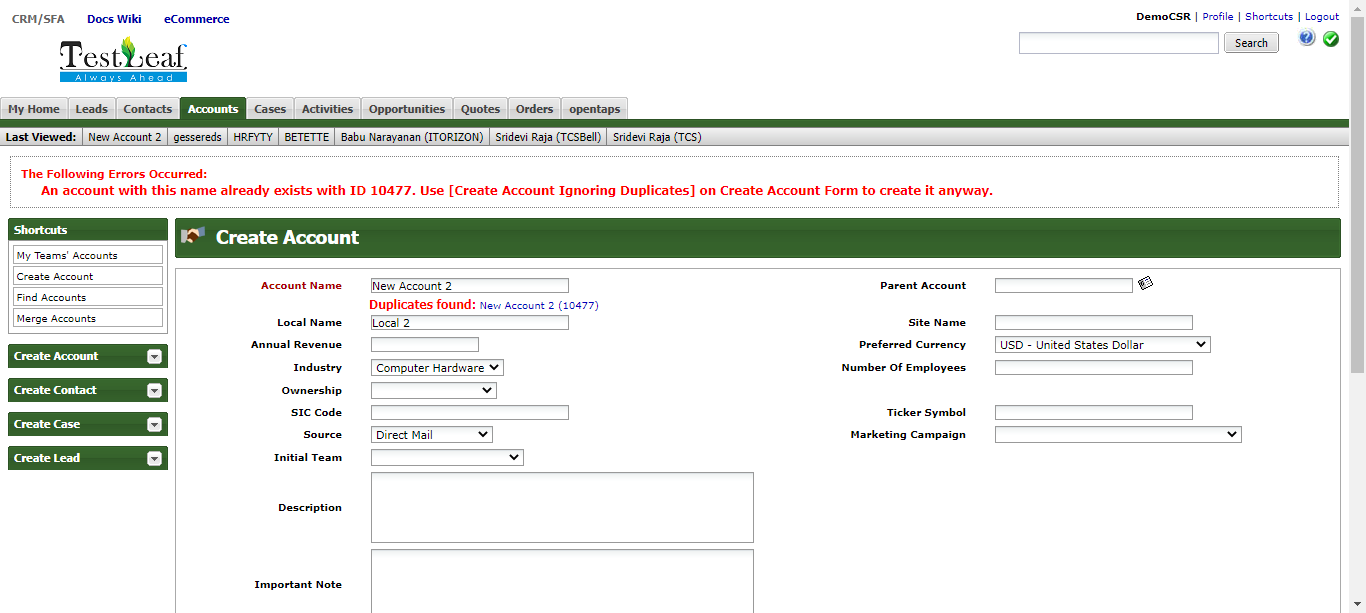 CRM/SFA Docs Wiki eCommerce
DemoCSR | Profile | Shortcuts | Logout
TestLeaf
Always Ahead
Search
?
My Home Leads Contacts Accounts Cases Activities Opportunities Quotes Orders opentaps
Last Viewed: New Account 2 gessereds HRFYTY BETETTE Babu Narayanan (ITORIZON) Sridevi Raja (TCSBell) Sridevi Raja (TCS)
The Following Errors Occurred:
An account with this name already exists with ID 10477. Use [Create Account Ignoring Duplicates] on Create Account Form to create it anyway.
Shortcuts
My Teams' Accounts
Create Account
Find Accounts
Merge Accounts
Create Account
Create Contact
Create Case
Create Lead
Create Account
Account Name New Account 2 Parent Account
Duplicates found: New Account 2 (10477)
Local Name Local 2 Site Name
Annual Revenue Preferred Currency USD - United States Dollar
Industry Computer Hardware Number Of Employees
Ownership
SIC Code Ticker Symbol
Source Direct Mail Marketing Campaign
Initial Team
Description
Important Note